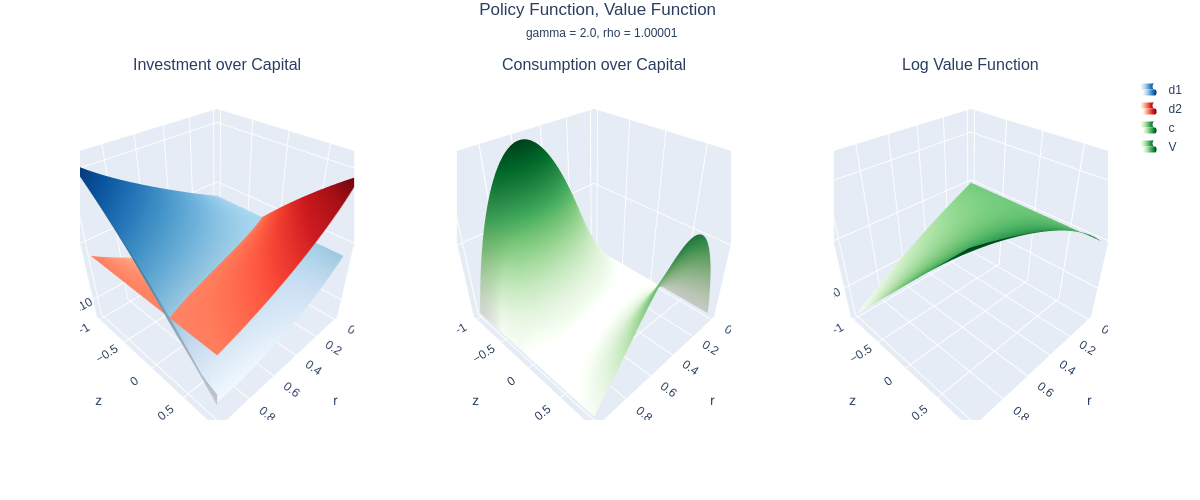 Policy Function, Value Function
gamma = 2.0, rho = 1.00001
Investment over Capital
Consumption over Capital
Log Value Function
d1
d2
c
V
10
-1
−0.5
0
0.5
z
0
0.2
0.4
0.6
0.8
r
-1
−0.5
0
0.5
z
0
0.2
0.4
0.6
0.8
r
0
-1
−0.5
0
0.5
z
0
0.2
0.4
0.6
0.8
r